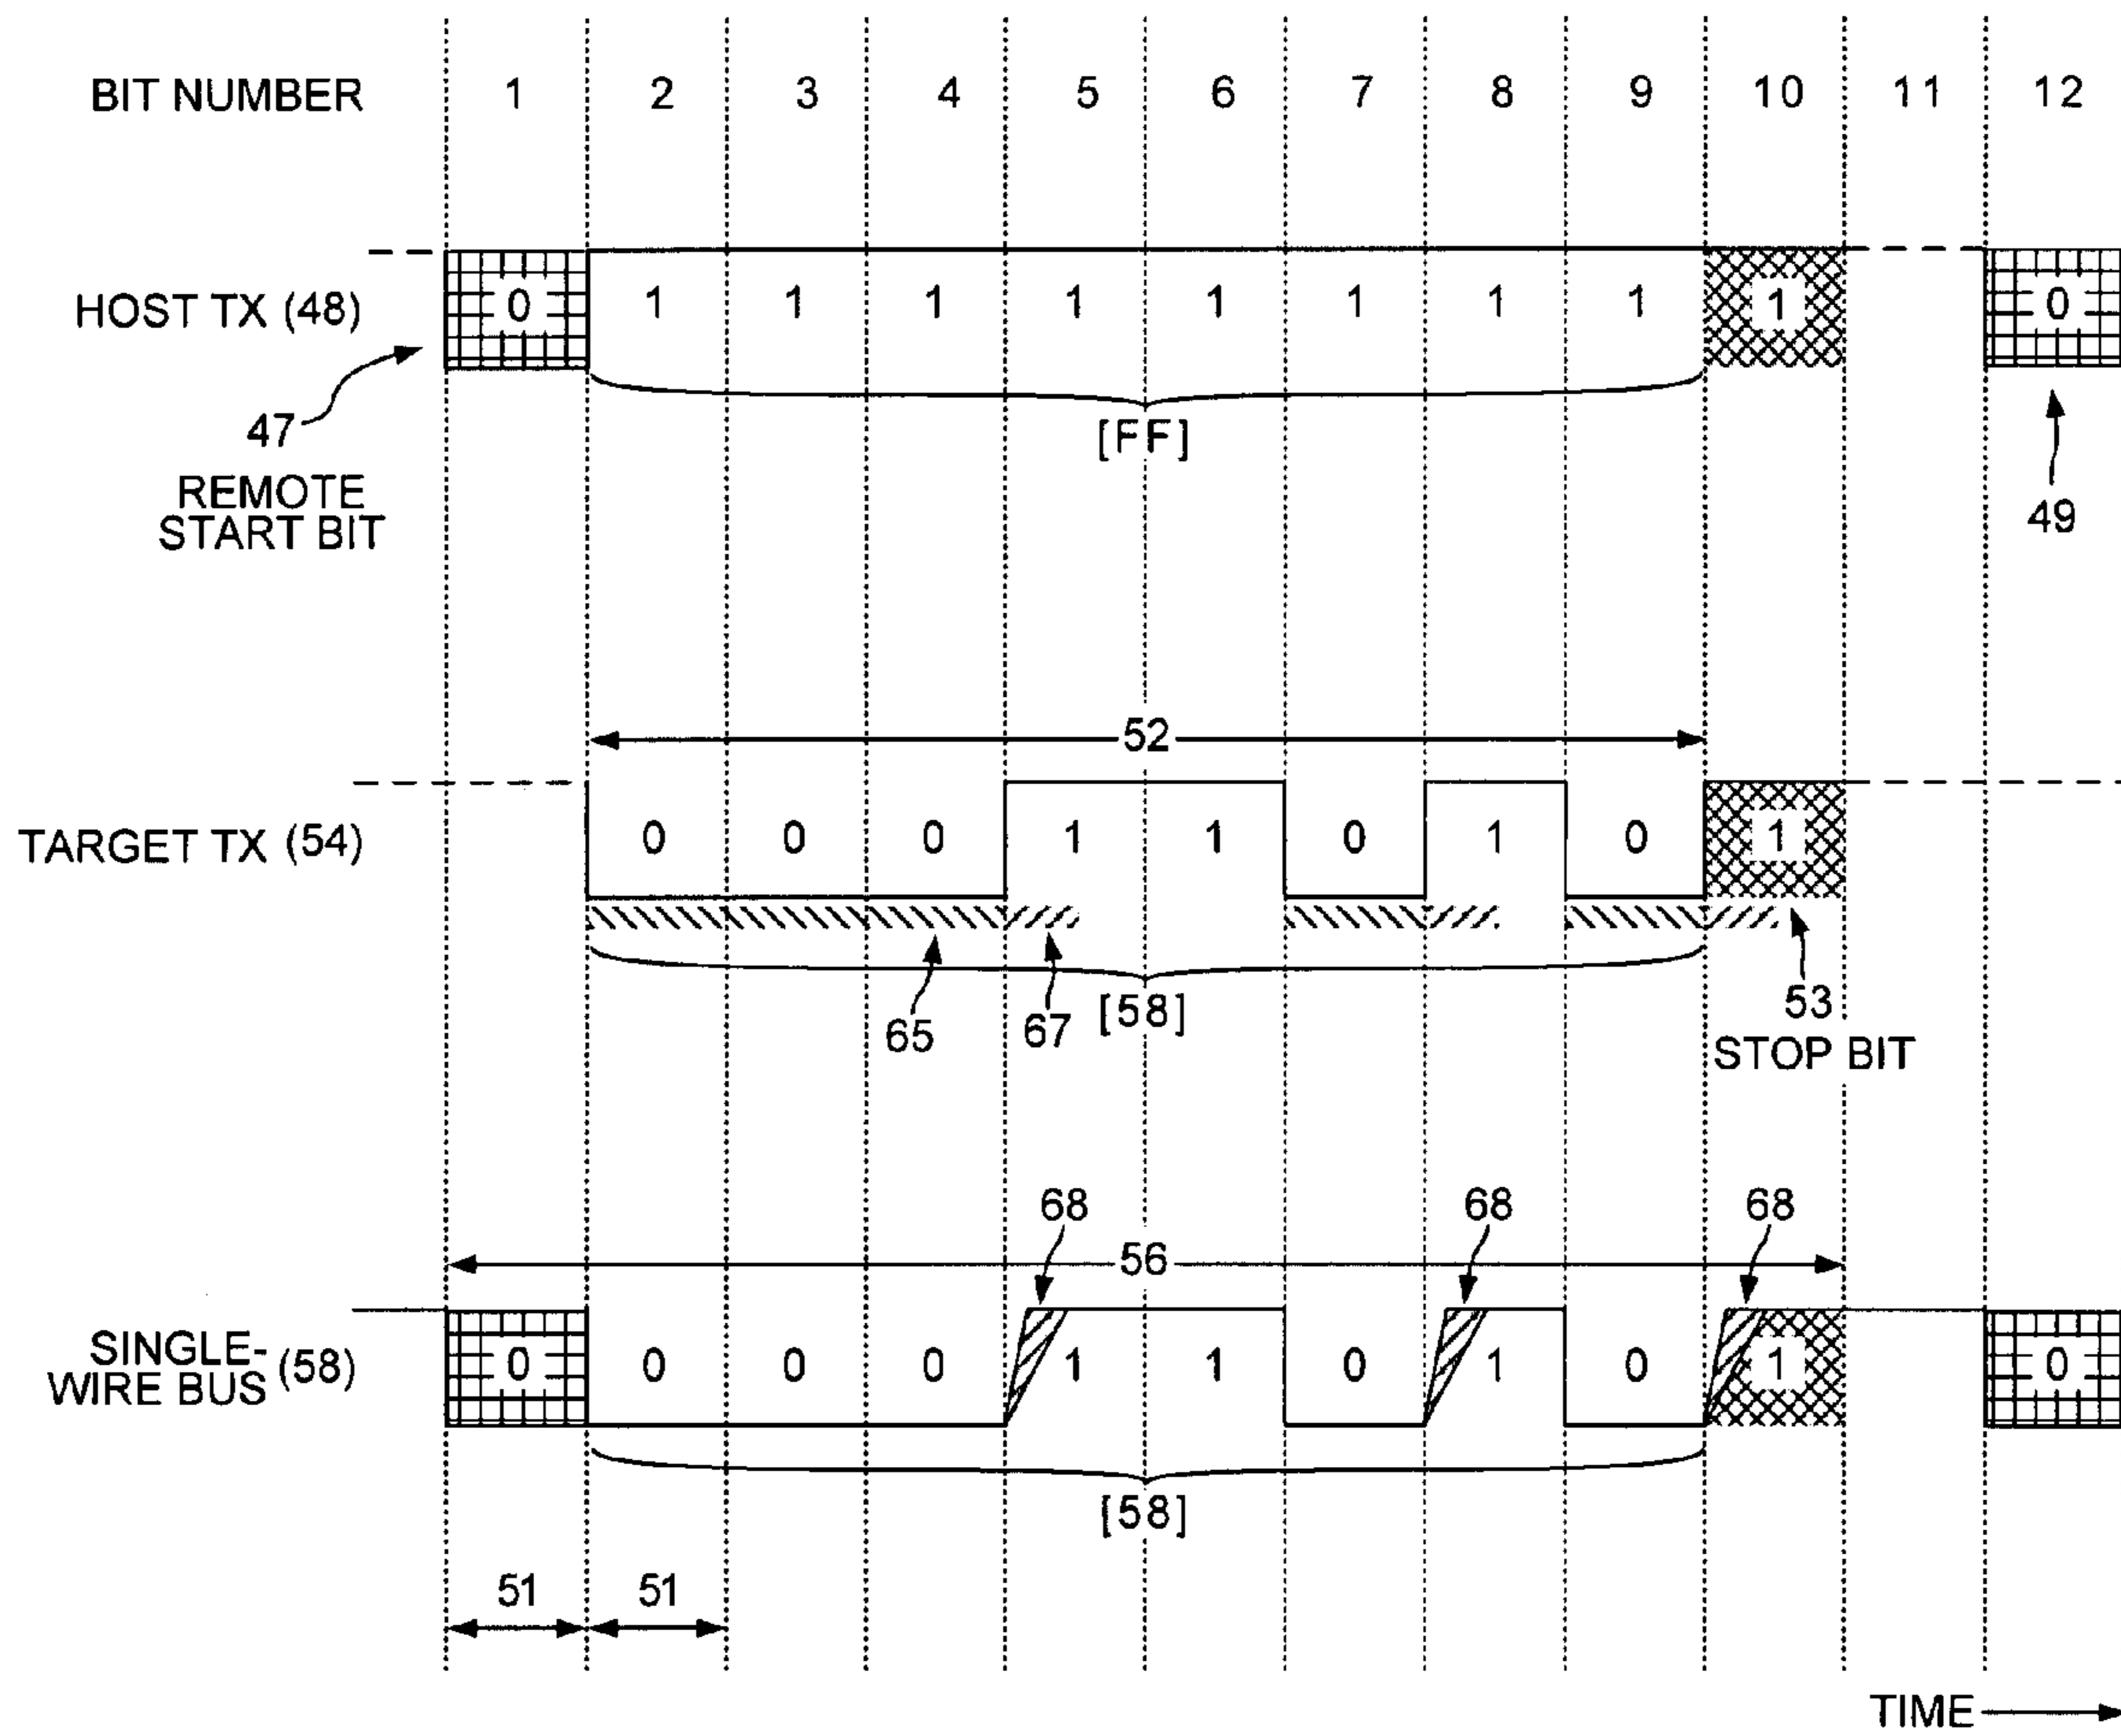 BIT NUMBER 1 2 3 4 5 6 7 8 9 10 11 12
HOST TX (48) 0 1 1 1 1 1 1 1 1 1 0
47
REMOTE
START BIT
[FF]
49
52
TARGET TX (54) 0 0 0 1 1 0 1 0 1
65 67 [58] 53
STOP BIT
68 68 68
56
SINGLE-
WIRE BUS (58) 0 0 0 0 1 1 0 1 0 1 0
[58]
51 51
TIME